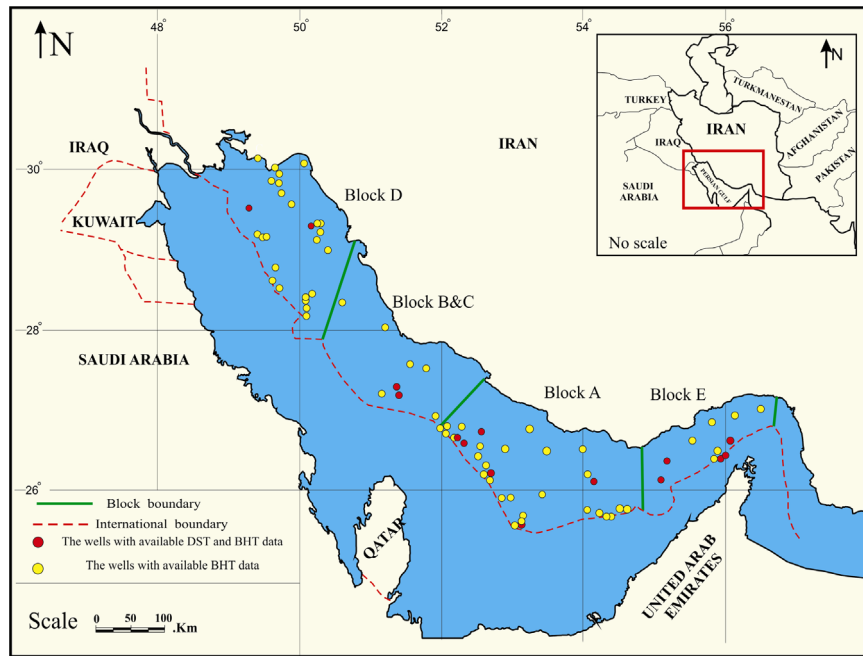 N
48
50
52
54
56
30
28
26
IRAQ
KUWAIT
SAUDI ARABIA
IRAN
Block D
Block B&C
Block A
Block E
QATAR
UNITED ARAB
EMIRATES
N
TURKEY
TURKMANESTAN
IRAN
IRAQ
AFGHANISTAN
PAKISTAN
PERSIAN GULF
SAUDI
ARABIA
No scale
Block boundary
International boundary
The wells with available DST and BHT data
The wells with available BHT data
Scale
0 50 100
.Km